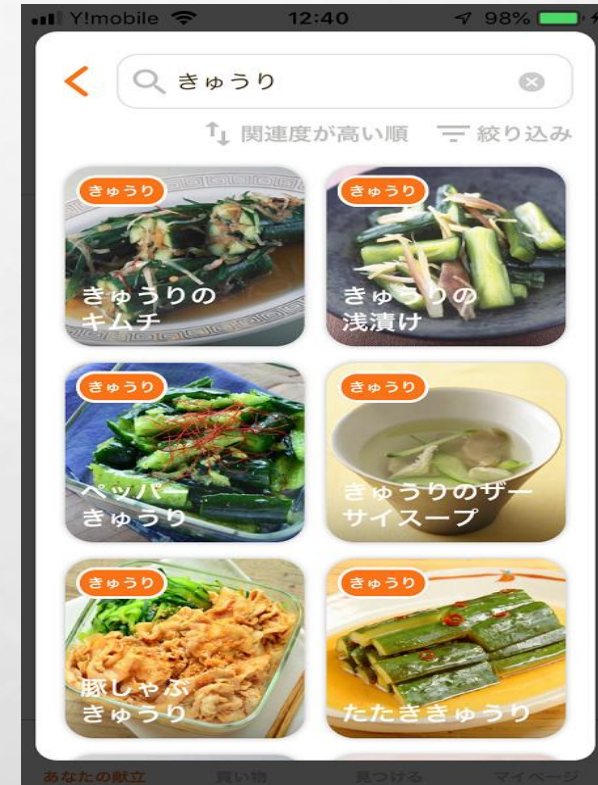 Y!mobile 12:40 98%
きゅうり
関連度が高い順 絞り込み
きゅうり
きゅうりの
キムチ
きゅうり
きゅうりの
浅漬け
きゅうり
ペッパー
きゅうり
きゅうり
きゅうりのザー
サイスープ
きゅうり
豚しゃぶ
きゅうり
きゅうり
たたききゅうり
あなたの献立 買い物 見つける マイページ